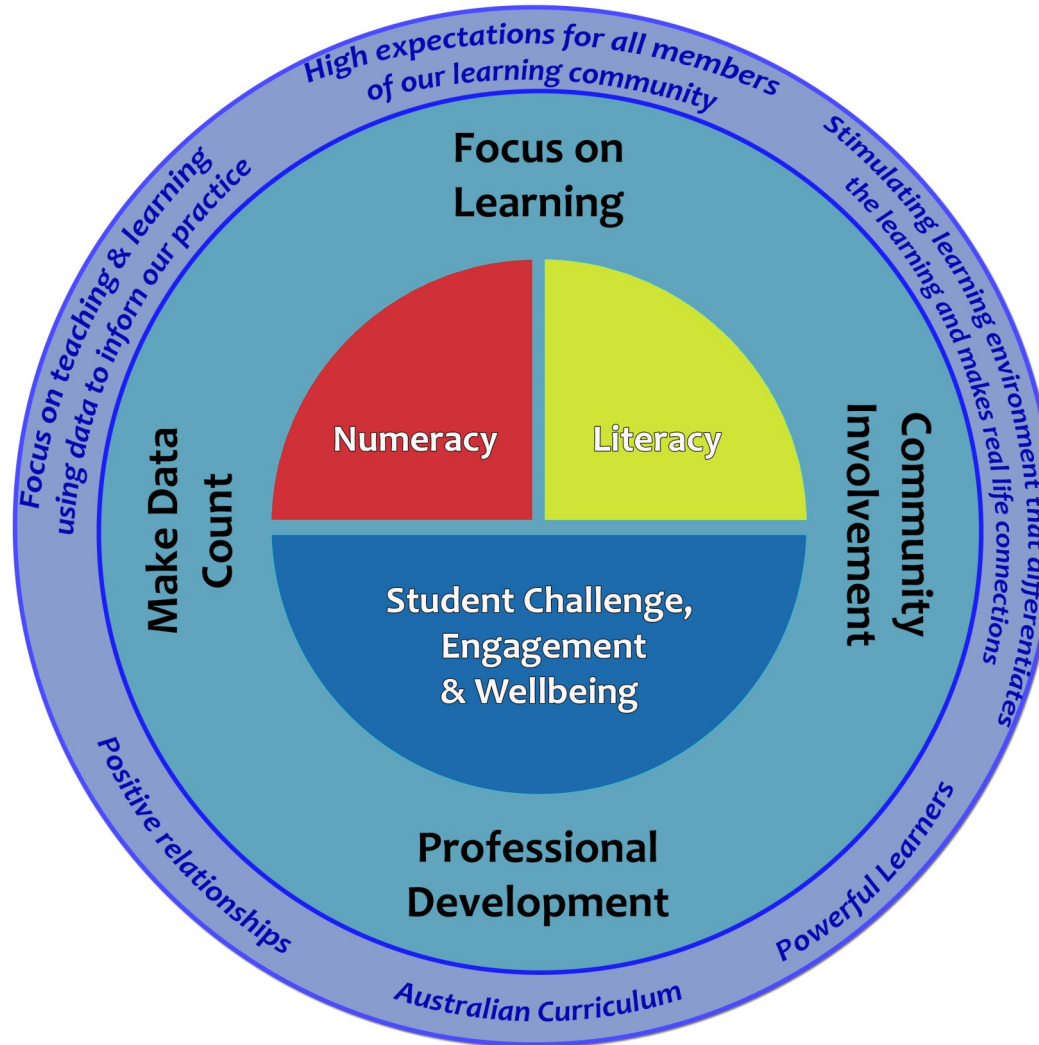 High expectations for all members
of our learning community
Stimulating learning environment that differentiates
the learning and makes real life connections
Powerful Learners
Australian Curriculum
Positive relationships
Focus on teaching & learning
using data to inforn our practice
Focus on
Learning
Community
Involvement
Professional
Development
Make Data
Count
Numeracy
Literacy
Student Challenge,
Engagement
& Wellbeing